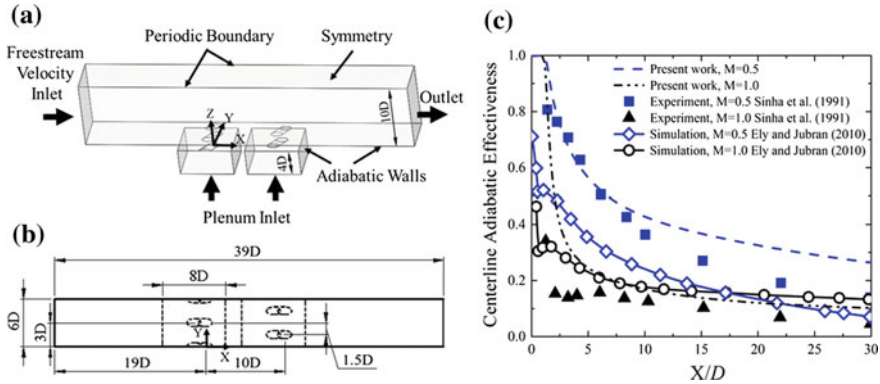 (a)
Periodic Boundary
Symmetry
Freestream
Velocity
Inlet
Outlet
10D
Z
Y
X
4D
Adiabatic Walls
Plenum Inlet
(b)
39D
8D
6D
3D
Y
X
1.5D
19D
10D
(c)
Centerline Adiabatic Effectiveness
1.0
0.8
0.6
0.4
0.2
0.0
Present work, M=0.5
Present work, M=1.0
Experiment, M=0.5 Sinha et al. (1991)
Experiment, M=1.0 Sinha et al. (1991)
Simulation, M=0.5 Ely and Jubran (2010)
Simulation, M=1.0 Ely and Jubran (2010)
0 5 10 15 20 25 30
X/D